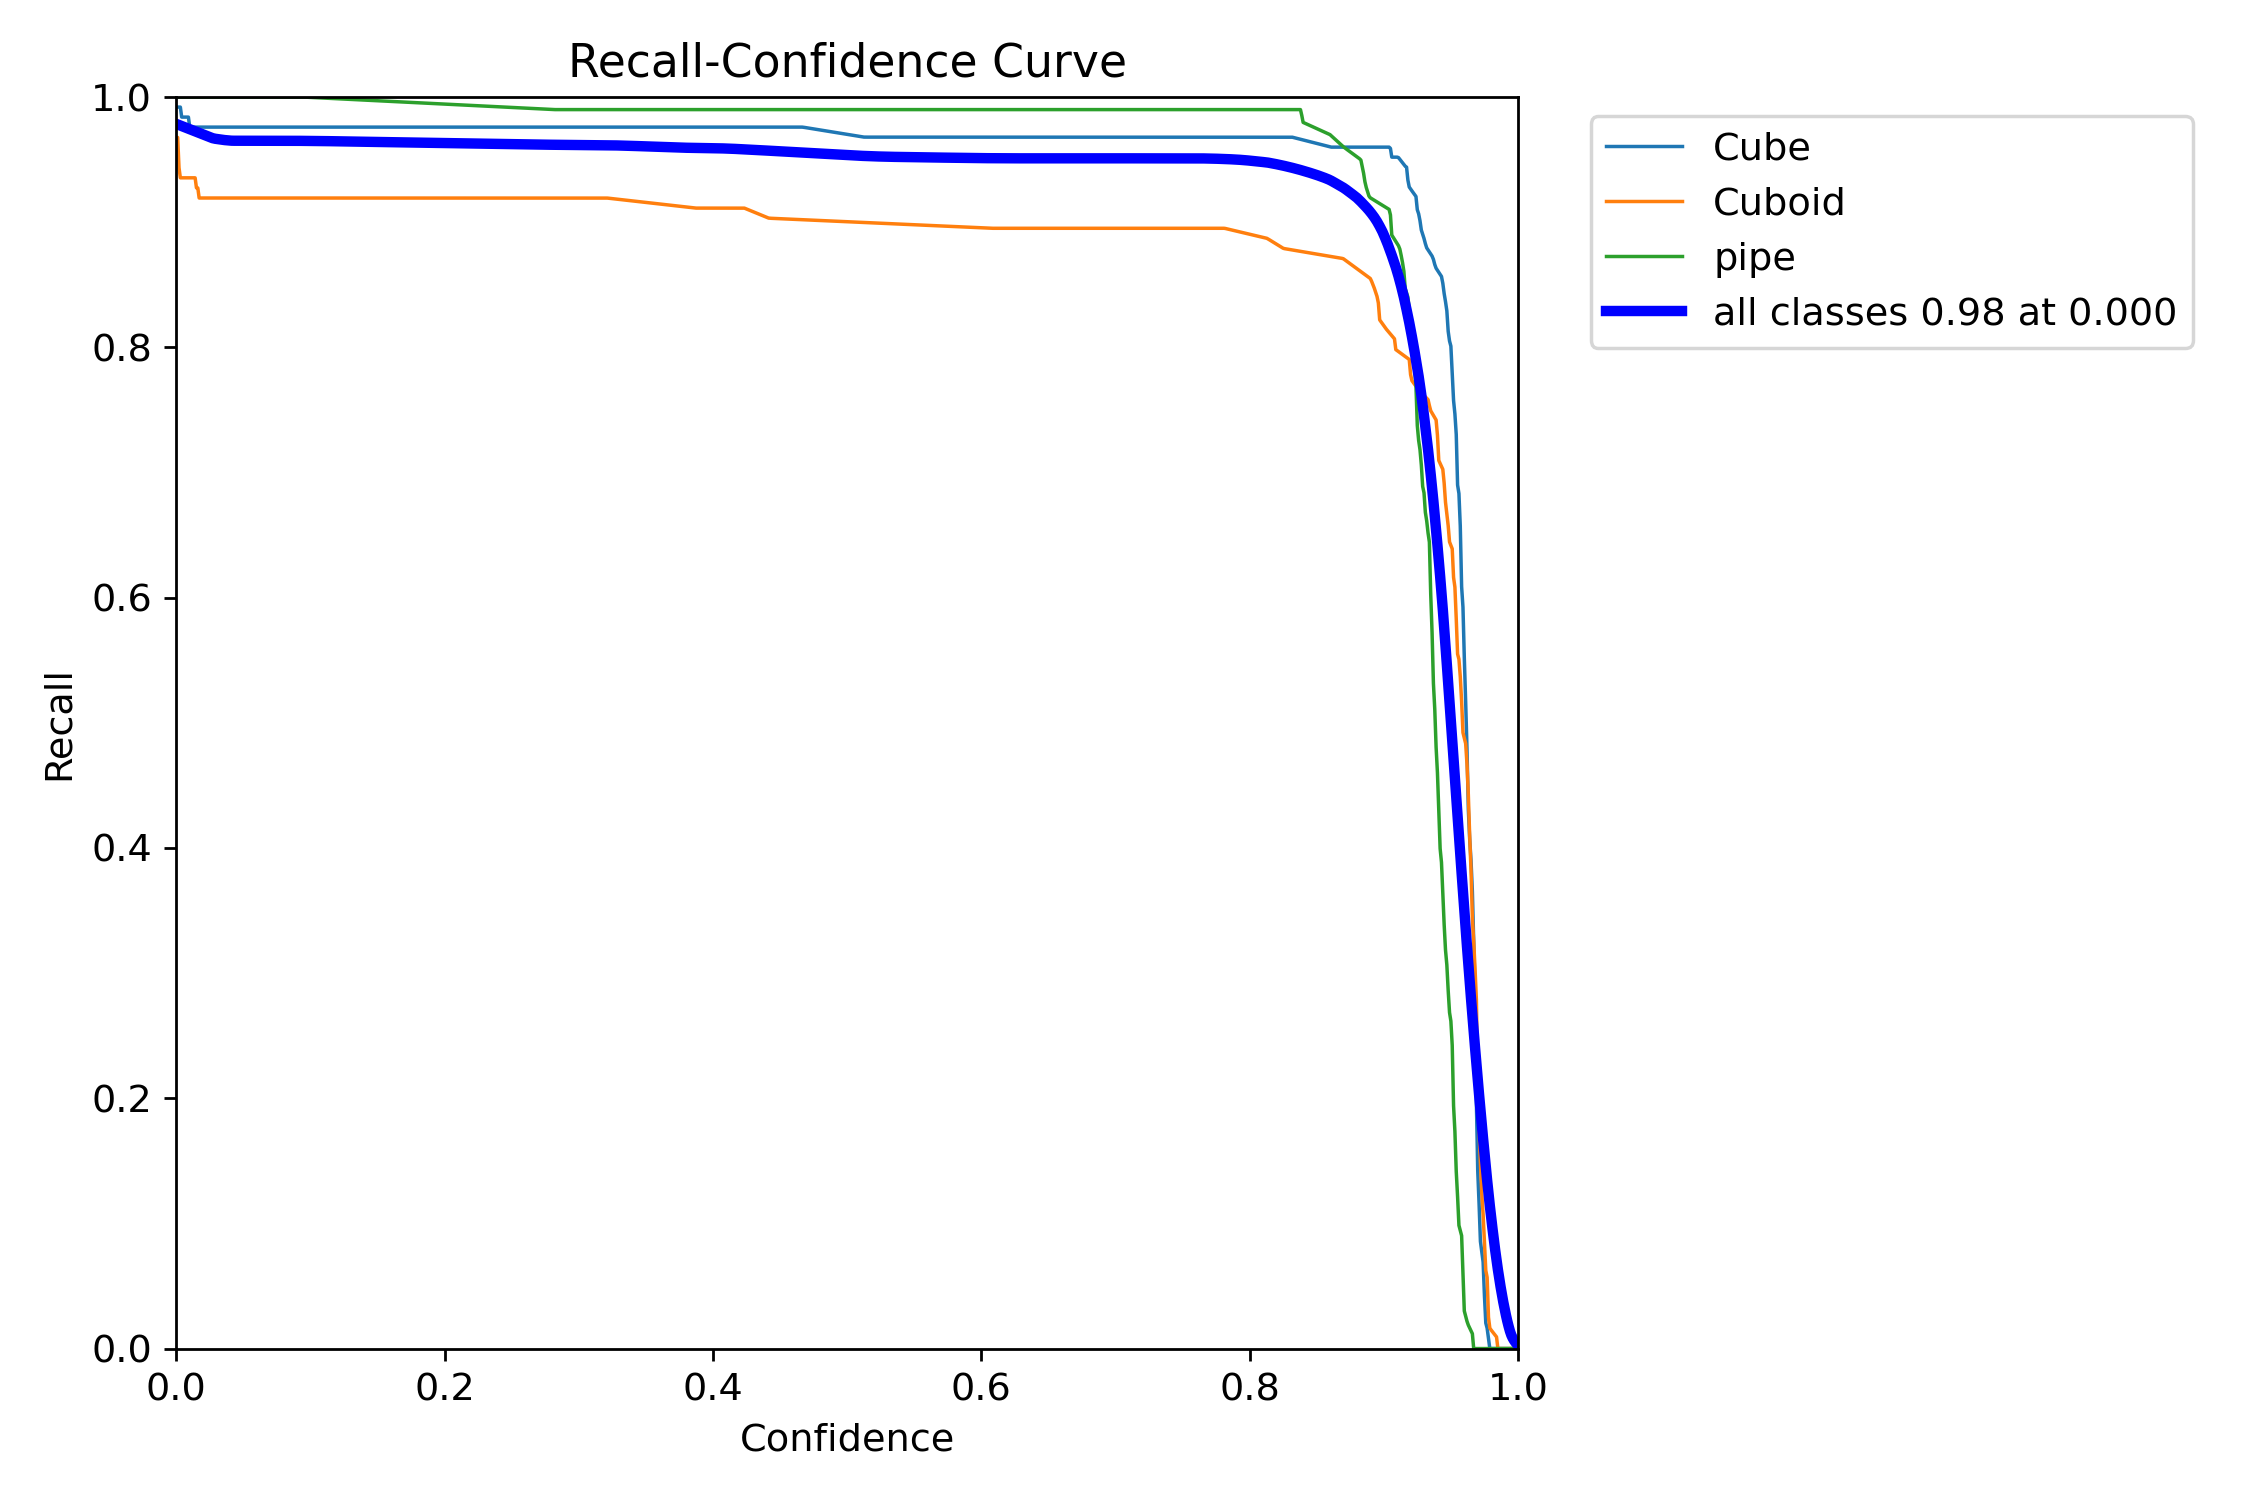 Recall-Confidence Curve
1.0
0.8
0.6
0.4
0.2
0.0
Recall
0.0 0.2 0.4 0.6 0.8 1.0
Confidence
Cube
Cuboid
pipe
all classes 0.98 at 0.000